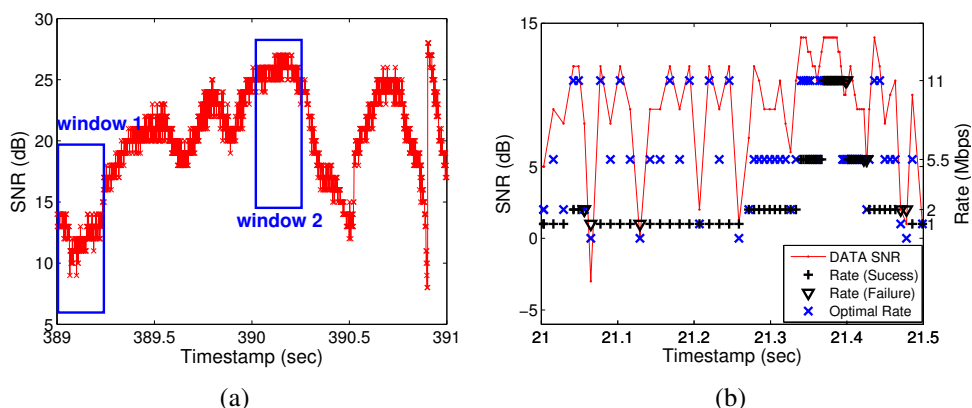 30
25
20
15
10
5
SNR (dB)
window 1
window 2
389
389.5
390
390.5
391
Timestamp (sec)
(a)
15
10
5
0
−5
SNR (dB)
11
5.5
2
1
Rate (Mbps)
DATA SNR
Rate (Sucess)
Rate (Failure)
Optimal Rate
21
21.1
21.2
21.3
21.4
21.5
Timestamp (sec)
(b)